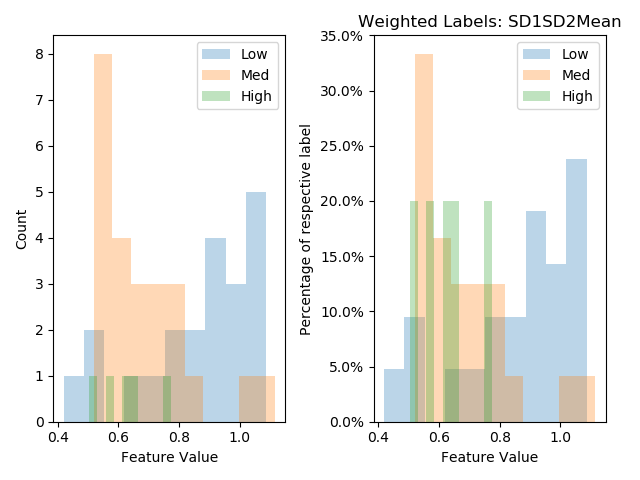 Weighted Labels: SD1SD2Mean
8
7
6
5
4
3
2
1
0
Count
0.4 0.6 0.8 1.0
Feature Value
Low
Med
High
35.0%
30.0%
25.0%
20.0%
15.0%
10.0%
5.0%
0.0%
Percentage of respective label
0.4 0.6 0.8 1.0
Feature Value
Low
Med
High